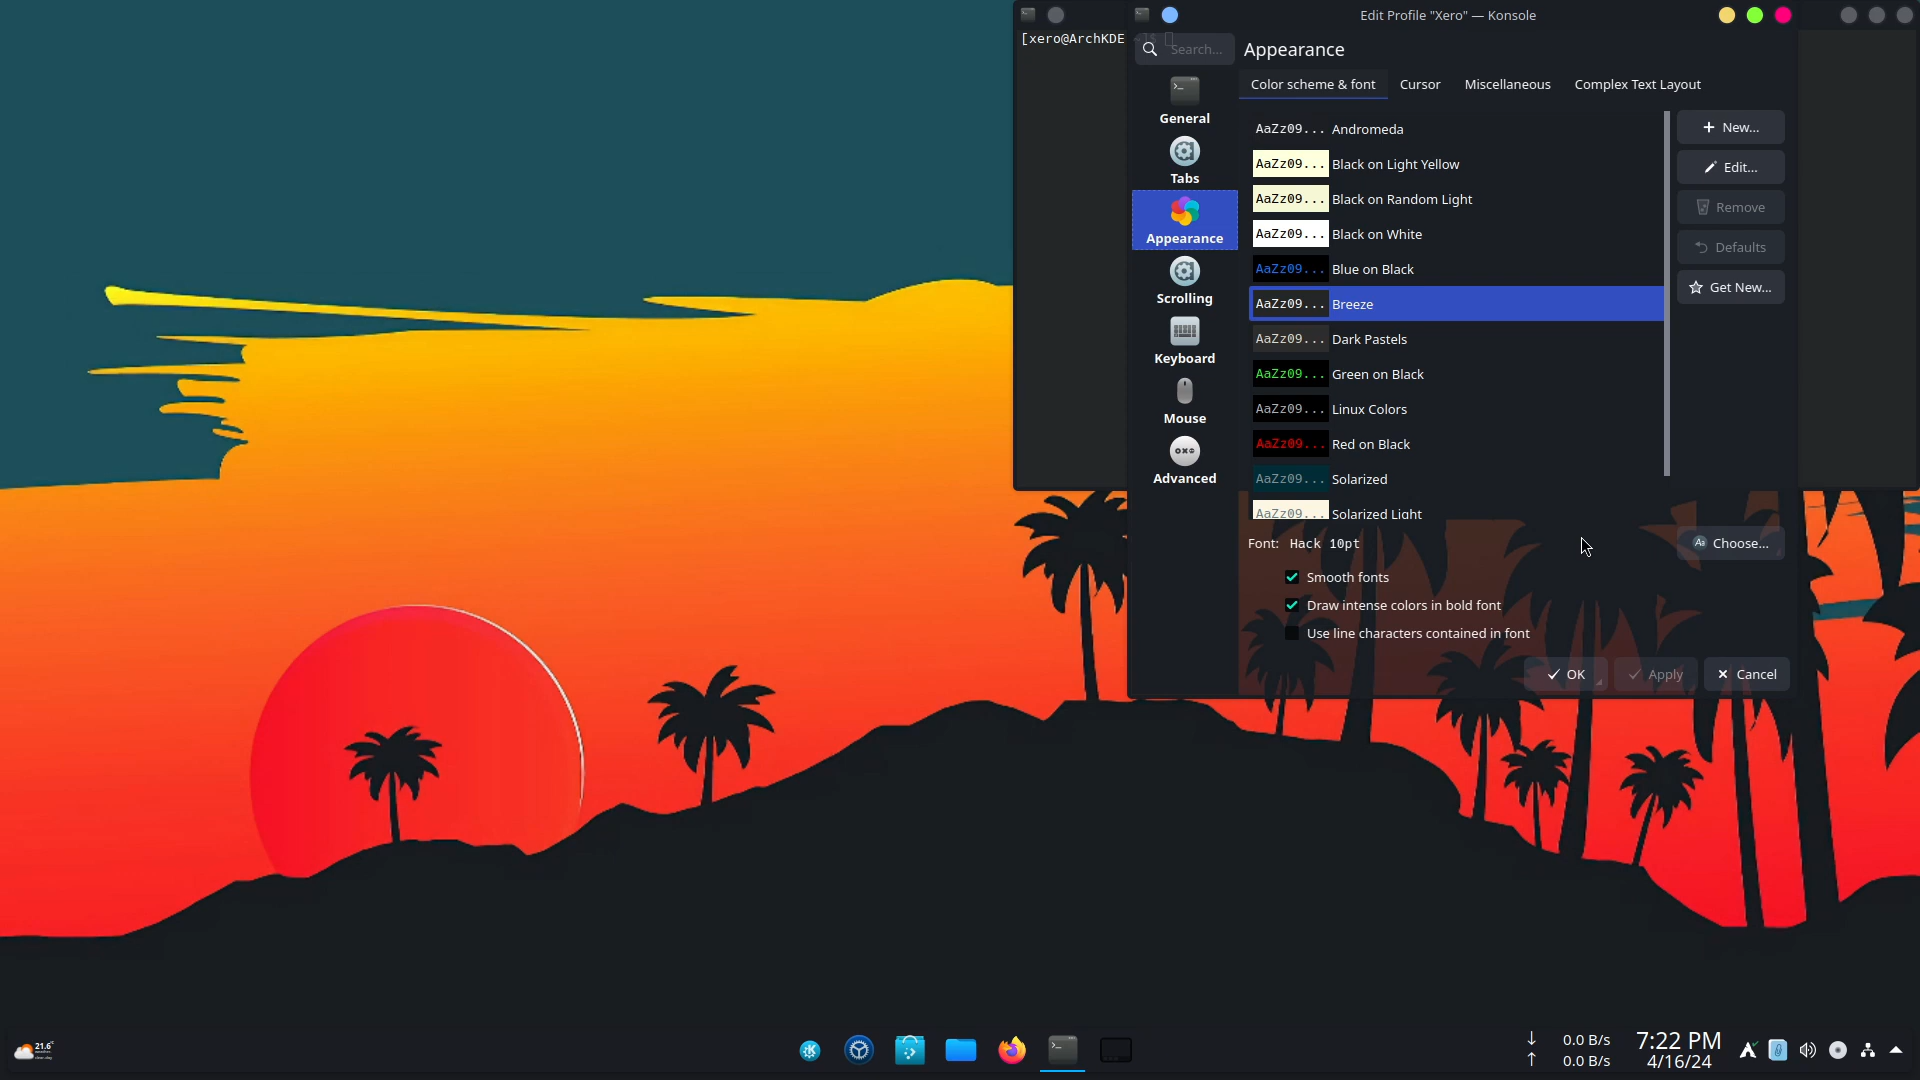 Edit Profile "Xero" — Konsole
[xero@ArchKDE ~]$
Search...
Appearance
Color scheme & font
Cursor
Miscellaneous
Complex Text Layout
General
Tabs
Appearance
Scrolling
Keyboard
Mouse
Advanced
AaZz09... Andromeda
AaZz09... Black on Light Yellow
AaZz09... Black on Random Light
AaZz09... Black on White
AaZz09... Blue on Black
AaZz09... Breeze
AaZz09... Dark Pastels
AaZz09... Green on Black
AaZz09... Linux Colors
AaZz09... Red on Black
AaZz09... Solarized
AaZz09... Solarized Light
New...
Edit...
Remove
Defaults
Get New...
Font: Hack 10pt
Aa Choose...
Smooth fonts
Draw intense colors in bold font
Use line characters contained in font
OK
Apply
Cancel
21.6°
0.0 B/s
0.0 B/s
7:22 PM
4/16/24